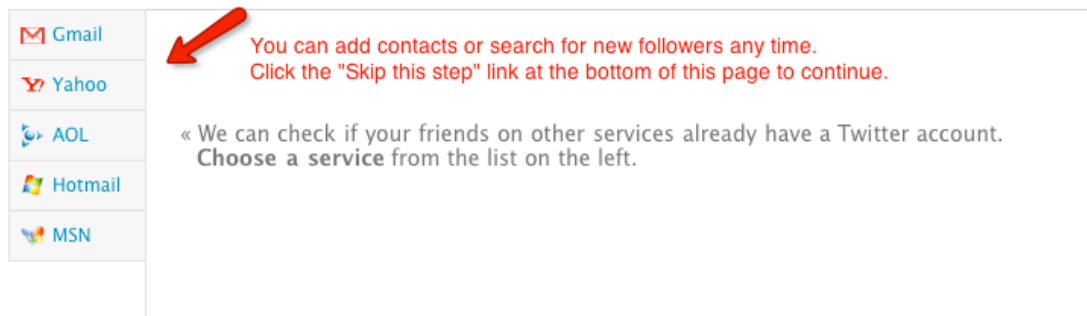 Gmail
You can add contacts or search for new followers any time.
Click the "Skip this step" link at the bottom of this page to continue.
Yahoo
AOL
« We can check if your friends on other services already have a Twitter account.
Choose a service from the list on the left.
Hotmail
MSN